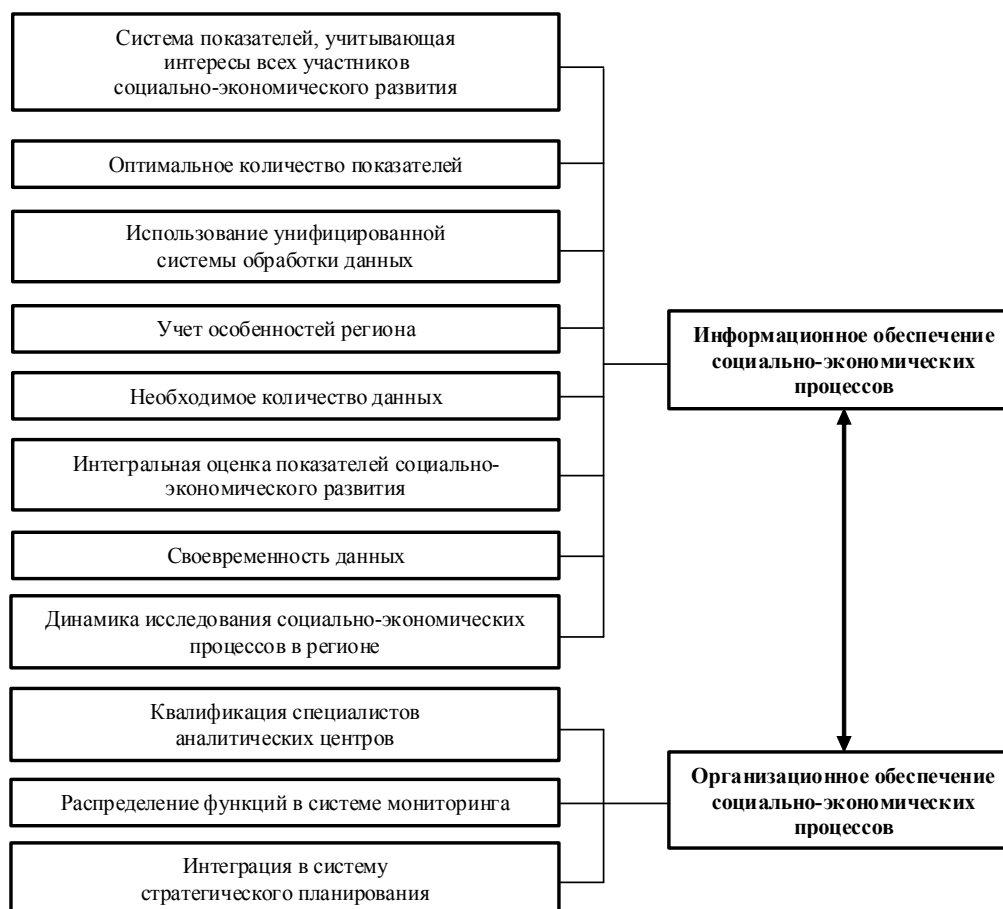 Система показателей, учитывающая
интересы всех участников
социально-экономического развития
Оптимальное количество показателей
Использование унифицированной
системы обработки данных
Учет особенностей региона
Необходимое количество данных
Интегральная оценка показателей социально-
экономического развития
Своевременность данных
Динамика исследования социально-экономических
процессов в регионе
Информационное обеспечение
социально-экономических
процессов
Квалификация специалистов
аналитических центров
Распределение функций в системе мониторинга
Интеграция в систему
стратегического планирования
Организационное обеспечение
социально-экономических
процессов